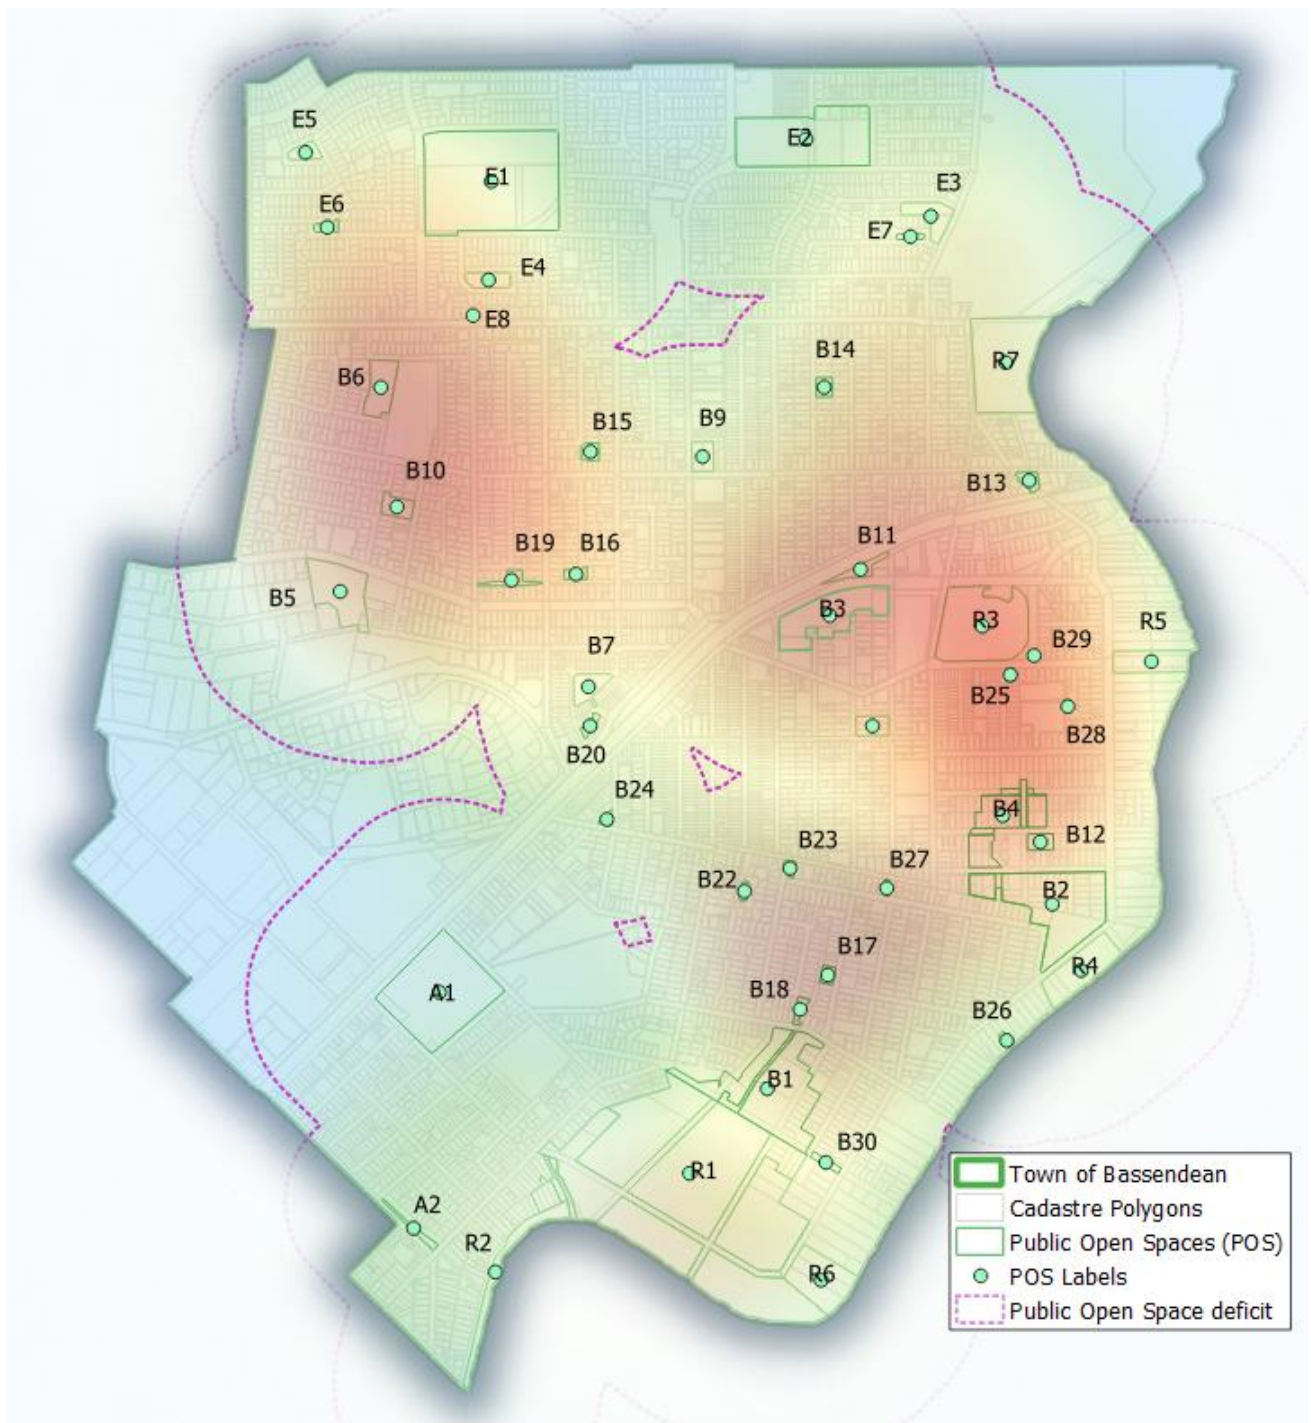 E5
E2
E1
E3
E6
E7
E4
E8
B14
R7
B6
B15
B9
B10
B13
B11
B19
B16
B5
B3
R3
R5
B7
B29
B25
B28
B20
B24
B4
B12
B23
B27
B22
B2
B17
R4
A1
B18
B26
B1
B30
R1
A2
R2
R6
Town of Bassendean
Cadastre Polygons
Public Open Spaces (POS)
POS Labels
Public Open Space deficit